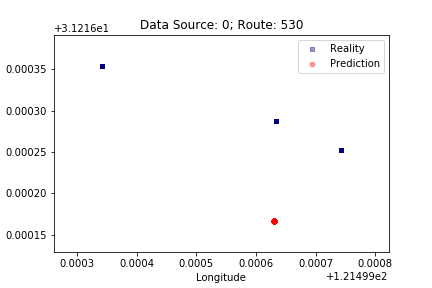 Data Source: 0; Route: 530
+3.1216e1
Reality
Prediction
0.00035
0.00030
0.00025
0.00020
0.00015
0.0003 0.0004 0.0005 0.0006 0.0007 0.0008
Longitude
+1.21499e2